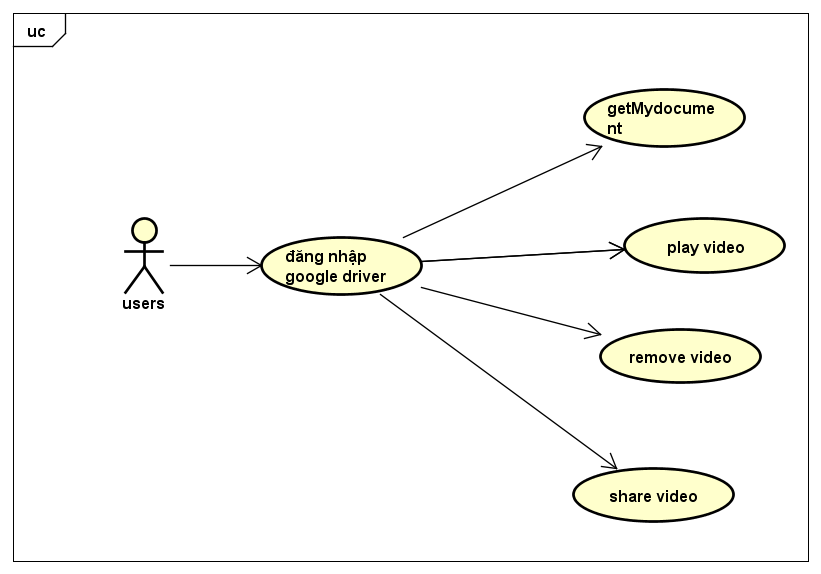 uc
getMydocume
nt
play video
đăng nhập
google driver
users
remove video
share video